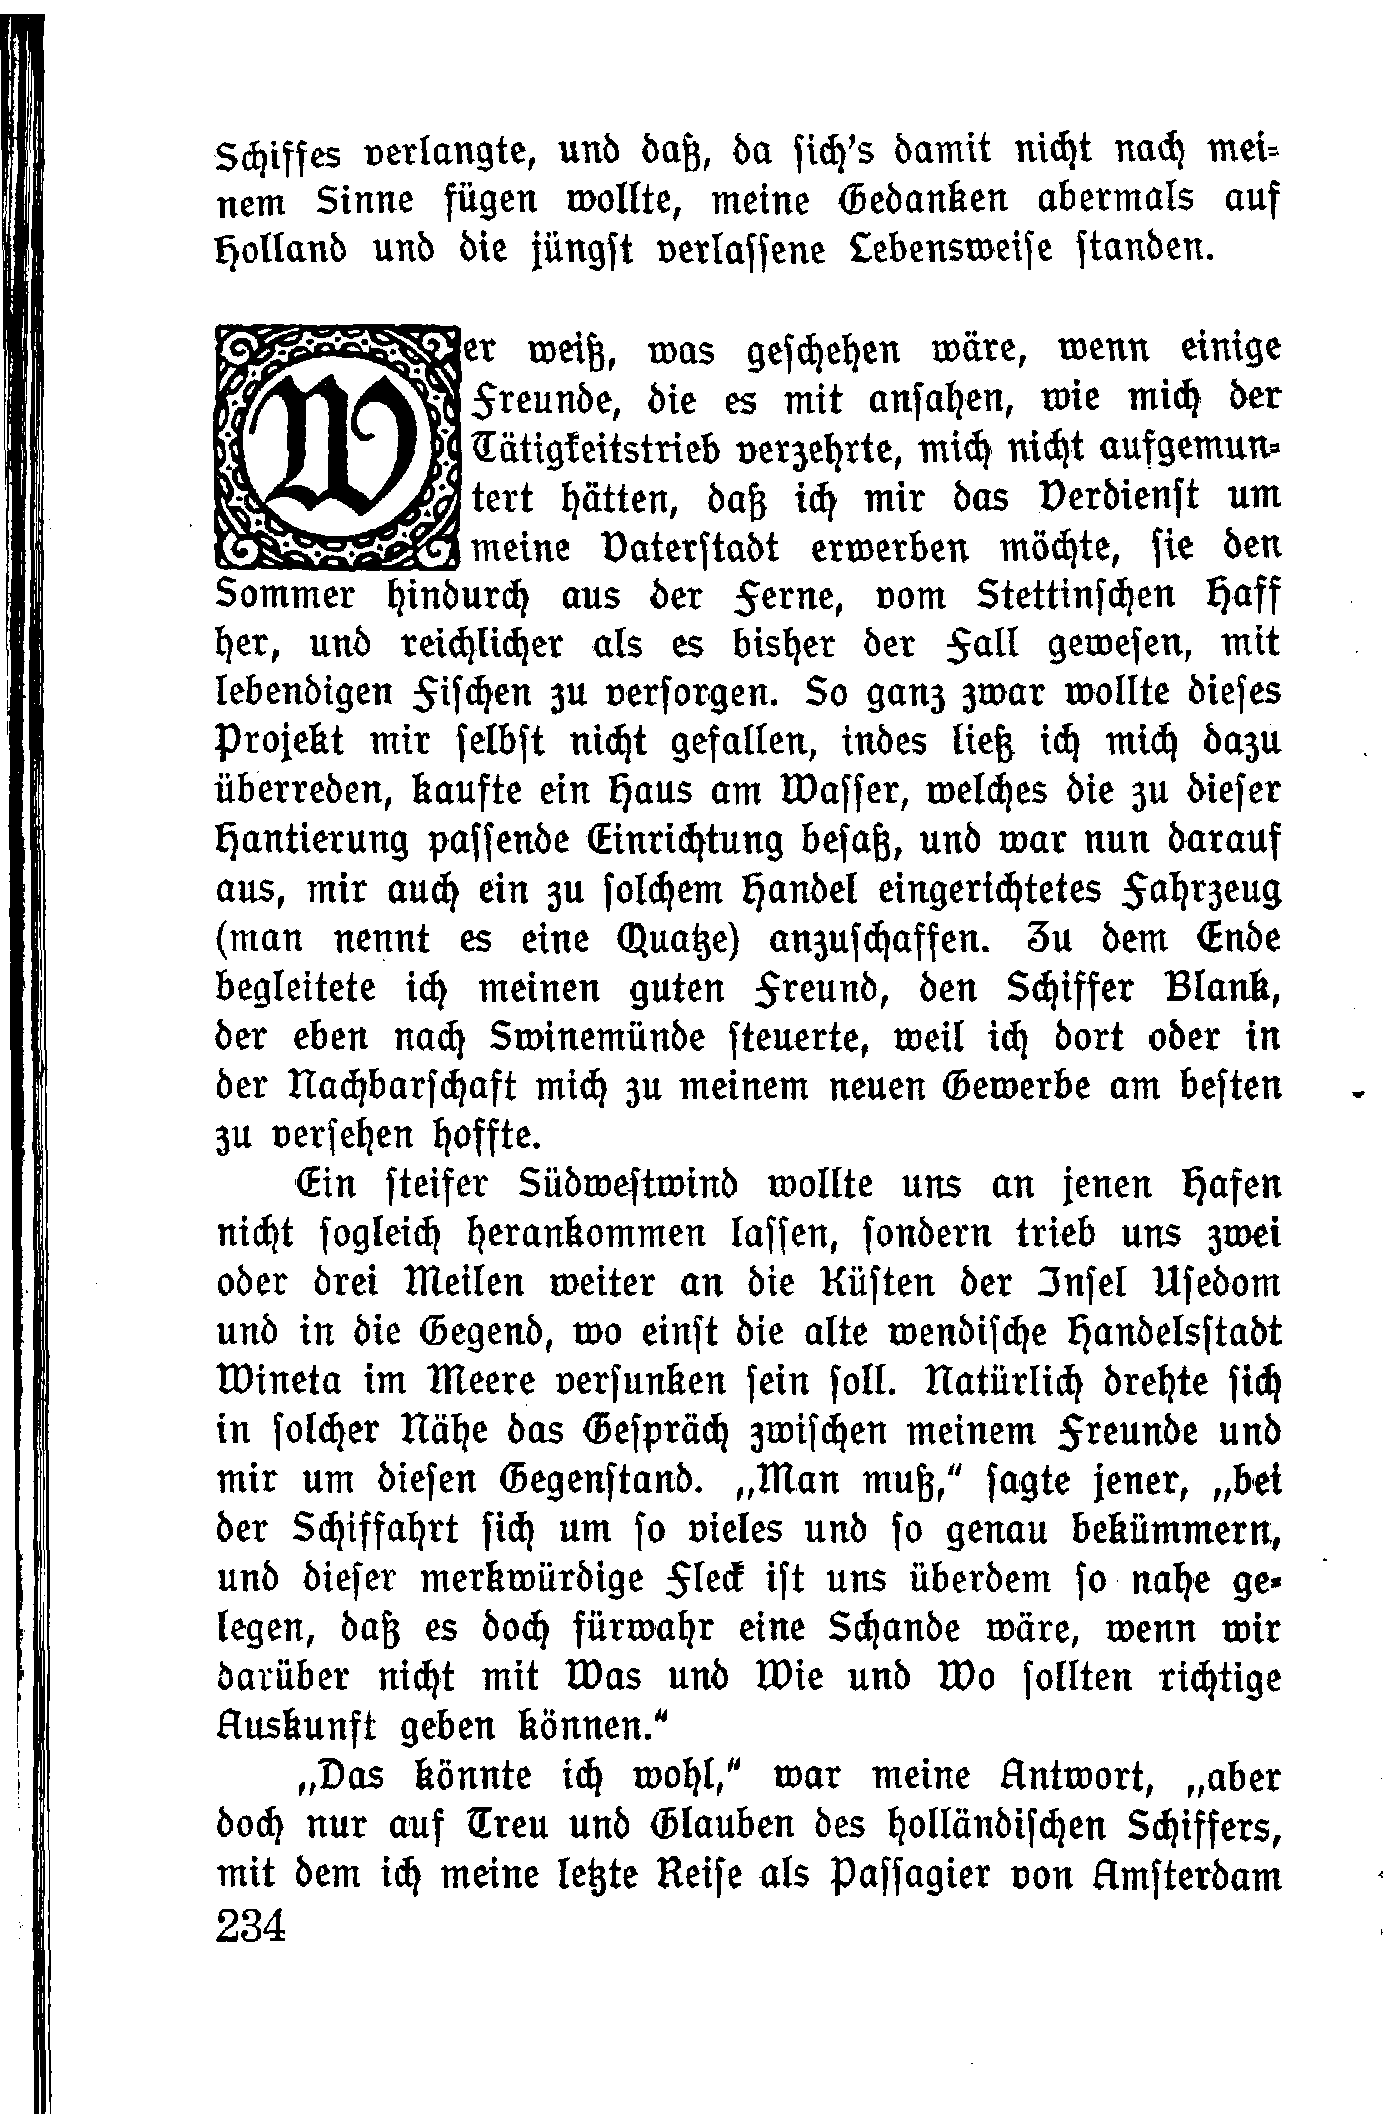 Schiffes verlangte, und daß, da sich's damit nicht nach mei-
nem Sinne fügen wollte, meine Gedanken abermals auf
Holland und die jüngst verlassene Lebensweise standen.
Wer weiß, was geschehen wäre, wenn einige
Freunde, die es mit ansahen, wie mich der
Tätigkeitstrieb verzehrte, mich nicht aufgemun-
tert hätten, daß ich mir das Verdienst um
meine Vaterstadt erwerben möchte, sie den
Sommer hindurch aus der Ferne, vom Stettinschen Haff
her, und reichlicher als es bisher der Fall gewesen, mit
lebendigen Fischen zu versorgen. So ganz zwar wollte dieses
Projekt mir selbst nicht gefallen, indes ließ ich mich dazu
überreden, kaufte ein Haus am Wasser, welches die zu dieser
Hantierung passende Einrichtung besaß, und war nun darauf
aus, mir auch ein zu solchem Handel eingerichtetes Fahrzeug
(man nennt es eine Quatze) anzuschaffen. Zu dem Ende
begleitete ich meinen guten Freund, den Schiffer Blank,
der eben nach Swinemünde steuerte, weil ich dort oder in
der Nachbarschaft mich zu meinem neuen Gewerbe am besten
zu versehen hoffte.
Ein steifer Südwestwind wollte uns an jenen Hafen
nicht sogleich herankommen lassen, sondern trieb uns zwei
oder drei Meilen weiter an die Küsten der Insel Usedom
und in die Gegend, wo einst die alte wendische Handelsstadt
Wineta im Meere versunken sein soll. Natürlich drehte sich
in solcher Nähe das Gespräch zwischen meinem Freunde und
mir um diesen Gegenstand. „Man muß,“ sagte jener, „bei
der Schiffahrt sich um so vieles und so genau bekümmern,
und dieser merkwürdige Fleck ist uns überdem so nahe ge-
legen, daß es doch fürwahr eine Schande wäre, wenn wir
darüber nicht mit Was und Wie und Wo sollten richtige
Auskunft geben können.“
„Das könnte ich wohl,“ war meine Antwort, „aber
doch nur auf Treu und Glauben des holländischen Schiffers,
mit dem ich meine letzte Reise als Passagier von Amsterdam
234